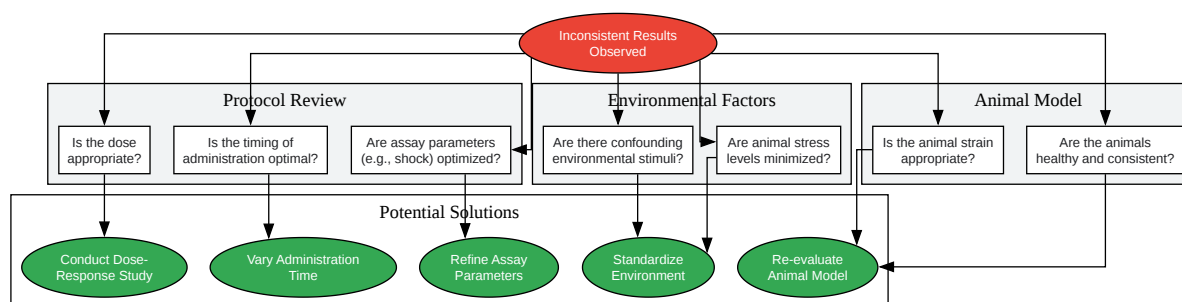 Inconsistent Results
Observed
Protocol Review
Environmental Factors
Animal Model
Is the dose
appropriate?
Is the timing of
administration optimal?
Are assay parameters
(e.g., shock) optimized?
Are there confounding
environmental stimuli?
Are animal stress
levels minimized?
Is the animal strain
appropriate?
Are the animals
healthy and consistent?
Potential Solutions
Conduct Dose-
Response Study
Vary Administration
Time
Refine Assay
Parameters
Standardize
Environment
Re-evaluate
Animal Model